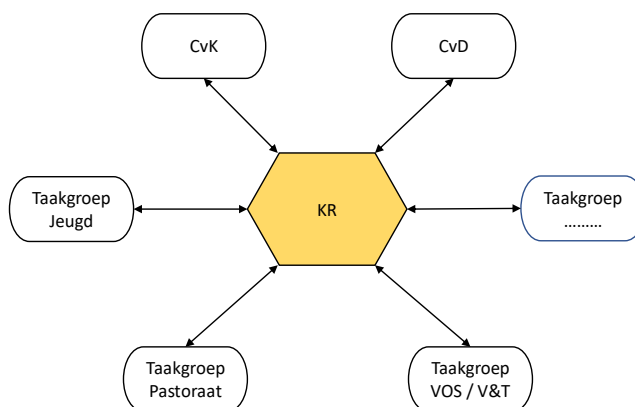 CvK
CvD
Taakgroep
Jeugd
KR
Taakgroep
.........
Taakgroep
Pastoraat
Taakgroep
VOS / V&T